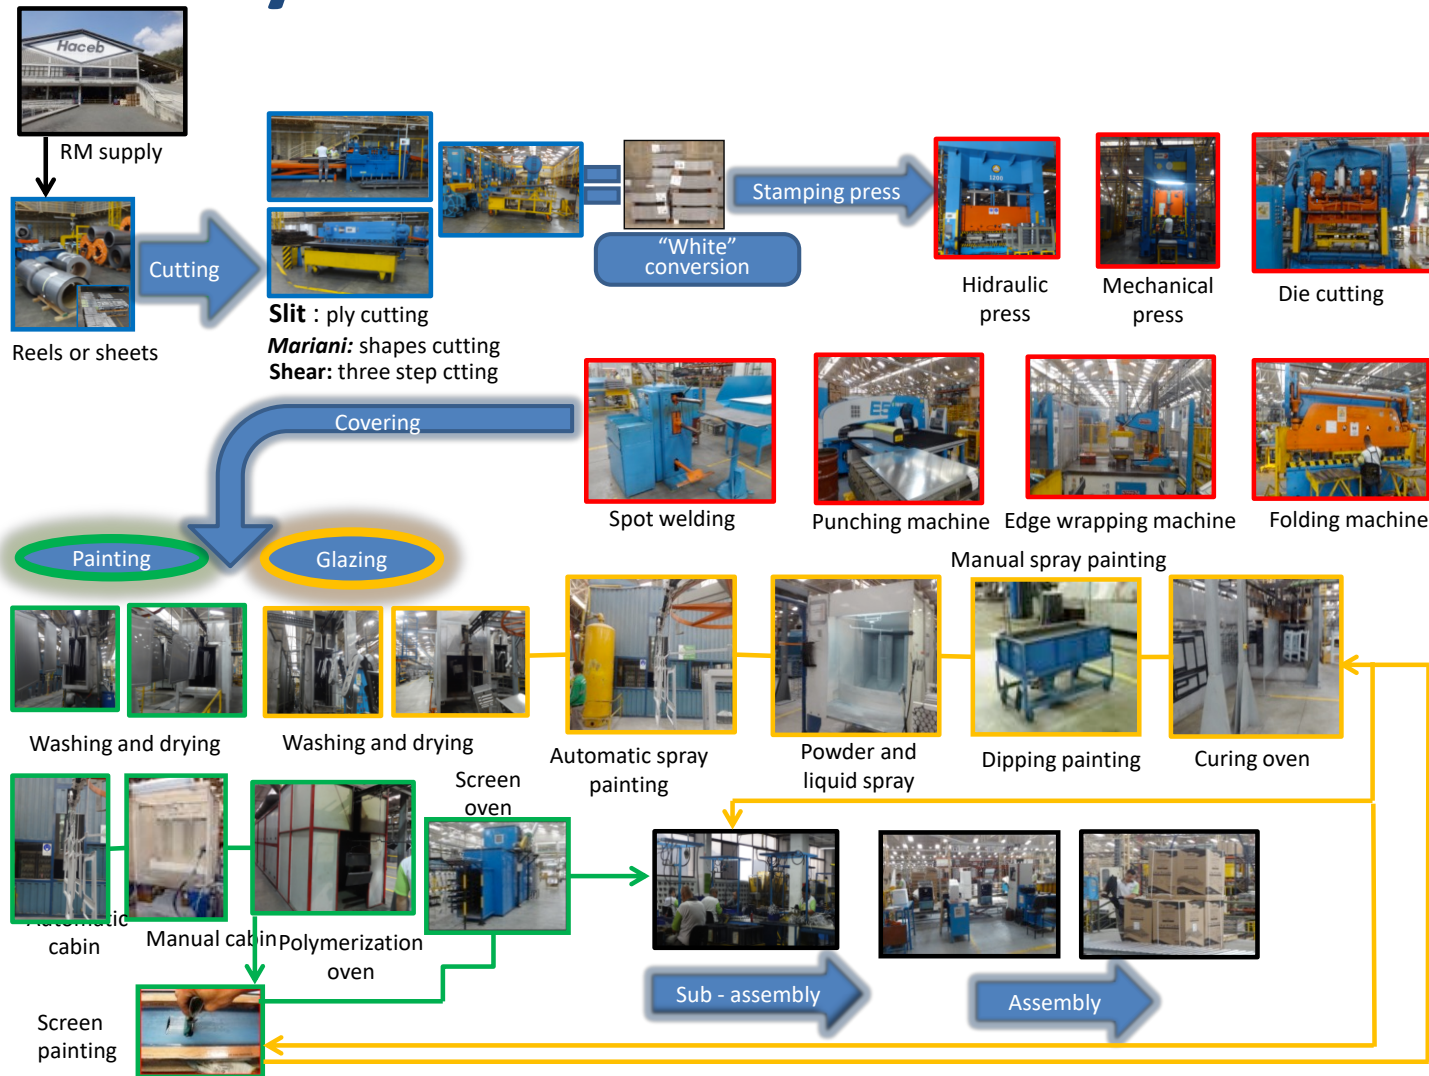 Haceb
RM supply
Reels or sheets
Cutting
Slit : ply cutting
Mariani: shapes cutting
Shear: three step ctting
"White"
conversion
Stamping press
1200
Hidraulic
press
Mechanical
press
Die cutting
Covering
Spot welding
Punching machine
Edge wrapping machine
Folding machine
Manual spray painting
Painting
Glazing
Washing and drying
Washing and drying
Automatic spray
painting
Powder and
liquid spray
Dipping painting
Curing oven
Screen
oven
Automatic
cabin
Manual cabin
Polymerization
oven
Screen
painting
Sub - assembly
Assembly